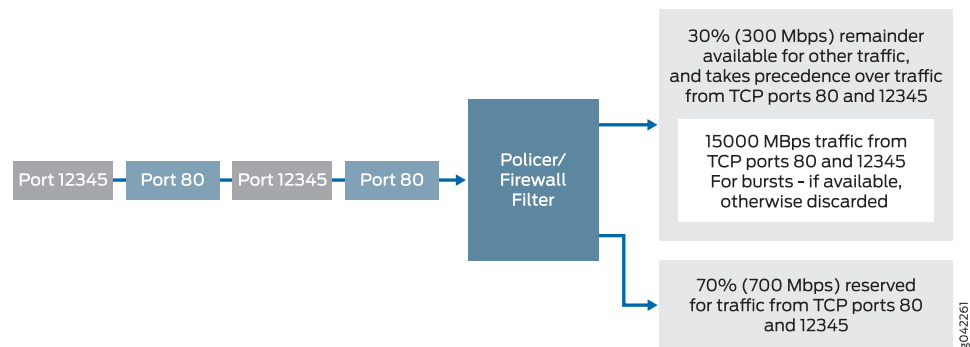 Port 12345
Port 80
Port 12345
Port 80
Policer/
Firewall
Filter
30% (300 Mbps) remainder
available for other traffic,
and takes precedence over traffic
from TCP ports 80 and 12345
15000 MBps traffic from
TCP ports 80 and 12345
For bursts - if available,
otherwise discarded
70% (700 Mbps) reserved
for traffic from TCP ports 80
and 12345
g042261